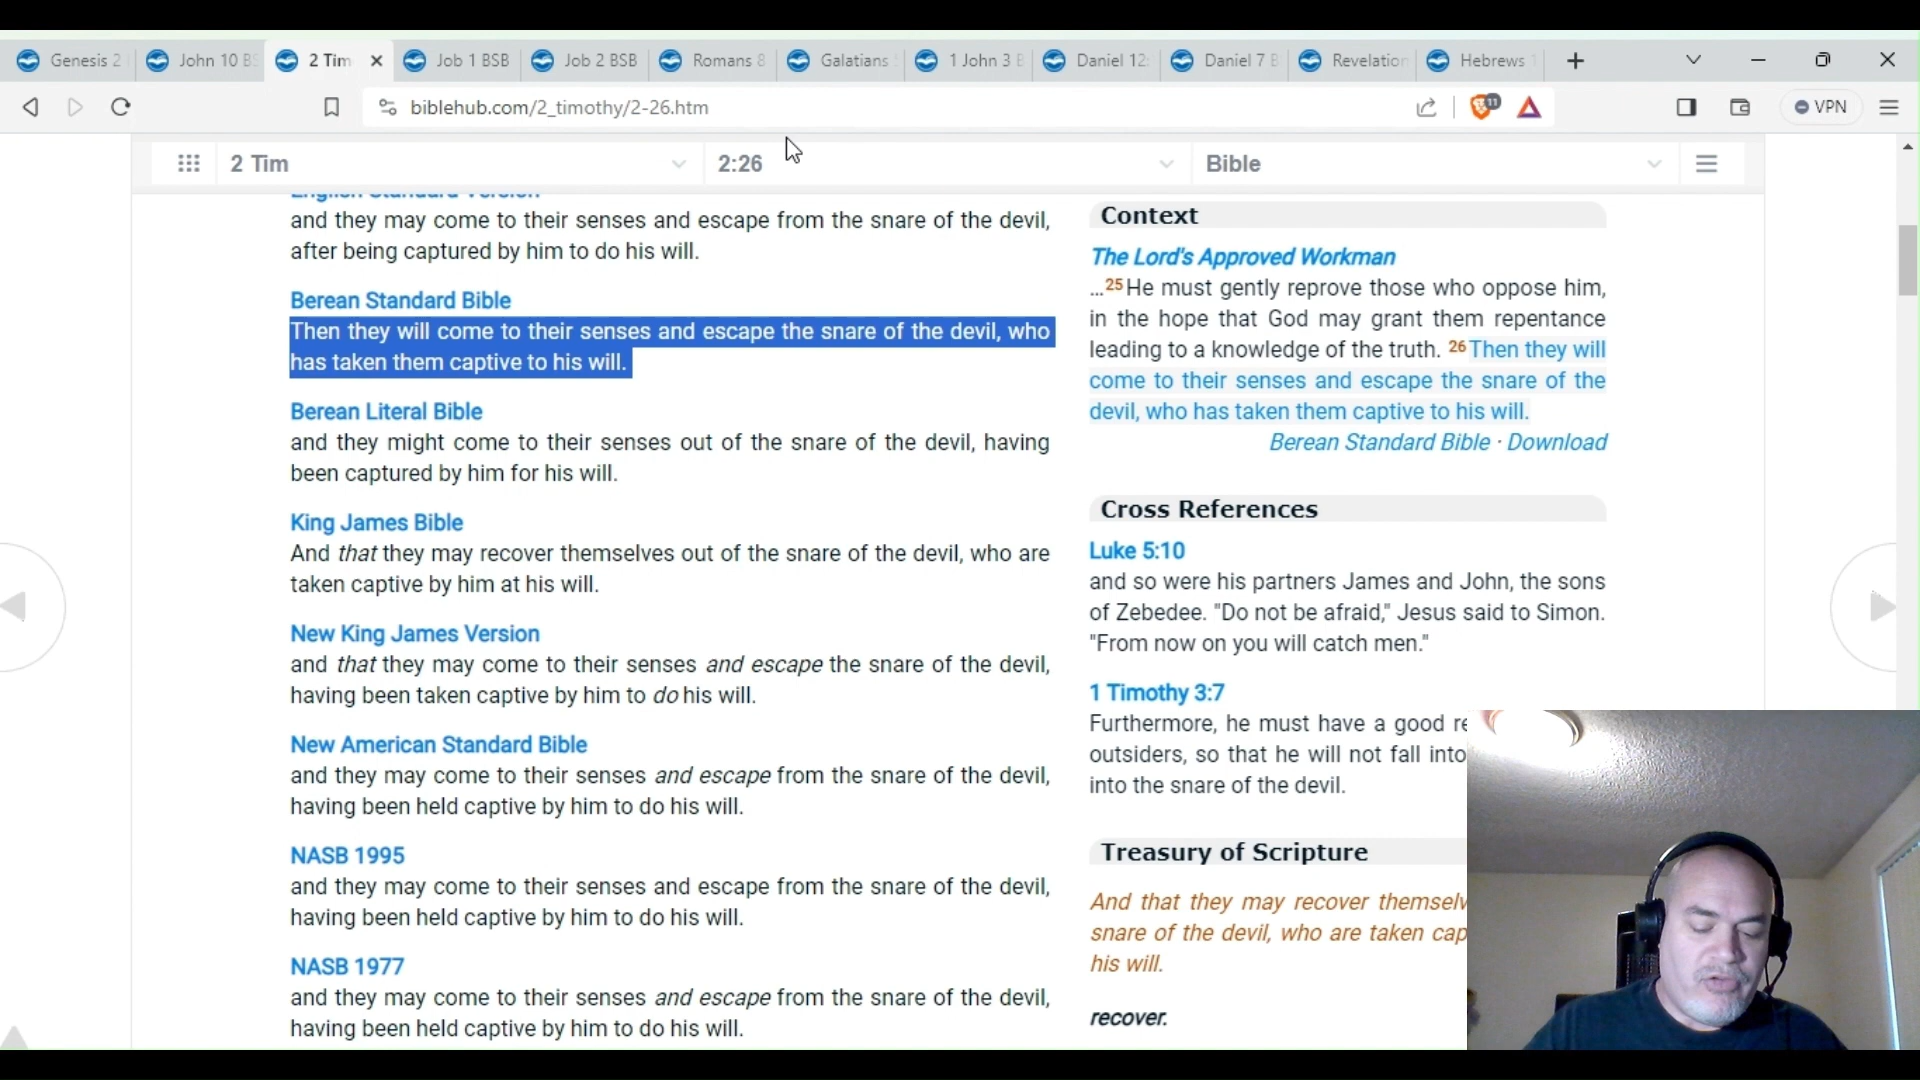 Genesis 2
John 10 BS
2 Tim
Job 1 BSB
Job 2 BSB
Romans 8
Galatians
1 John 3 B
Daniel 12:
Daniel 7 B
Revelation
Hebrews 1
biblehub.com/2_timothy/2-26.htm
11
VPN
2 Tim
2:26
Bible
English Standard Version
and they may come to their senses and escape from the snare of the devil,
after being captured by him to do his will.
Berean Standard Bible
Then they will come to their senses and escape the snare of the devil, who
has taken them captive to his will.
Berean Literal Bible
and they might come to their senses out of the snare of the devil, having
been captured by him for his will.
King James Bible
And that they may recover themselves out of the snare of the devil, who are
taken captive by him at his will.
New King James Version
and that they may come to their senses and escape the snare of the devil,
having been taken captive by him to do his will.
New American Standard Bible
and they may come to their senses and escape from the snare of the devil,
having been held captive by him to do his will.
NASB 1995
and they may come to their senses and escape from the snare of the devil,
having been held captive by him to do his will.
NASB 1977
and they may come to their senses and escape from the snare of the devil,
having been held captive by him to do his will.
Context
The Lord's Approved Workman
…25 He must gently reprove those who oppose him,
in the hope that God may grant them repentance
leading to a knowledge of the truth. 26 Then they will
come to their senses and escape the snare of the
devil, who has taken them captive to his will.
Berean Standard Bible · Download
Cross References
Luke 5:10
and so were his partners James and John, the sons
of Zebedee. "Do not be afraid," Jesus said to Simon.
"From now on you will catch men."
1 Timothy 3:7
Furthermore, he must have a good re
outsiders, so that he will not fall into
into the snare of the devil.
Treasury of Scripture
And that they may recover themselv
snare of the devil, who are taken cap
his will.
recover.